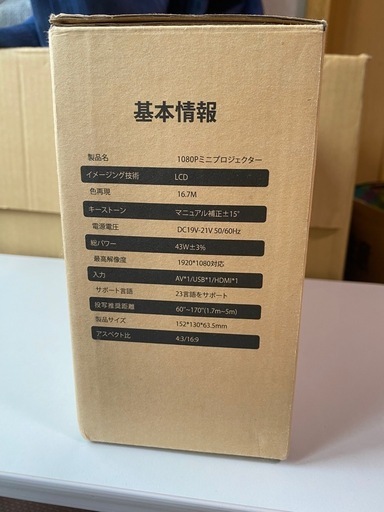 基本情報
製品名 1080Pミニプロジェクター
イメージング技術 LCD
色再現 16.7M
キーストーン マニュアル補正±15°
電源電圧 DC19V-21V 50/60Hz
総パワー 43W±3%
最高解像度 1920*1080対応
入力 AV*1/USB*1/HDMI*1
サポート言語 23言語をサポート
投写推奨距離 60"~170"(1.7m~5m)
製品サイズ 152*130*63.5mm
アスペクト比 4:3/16:9